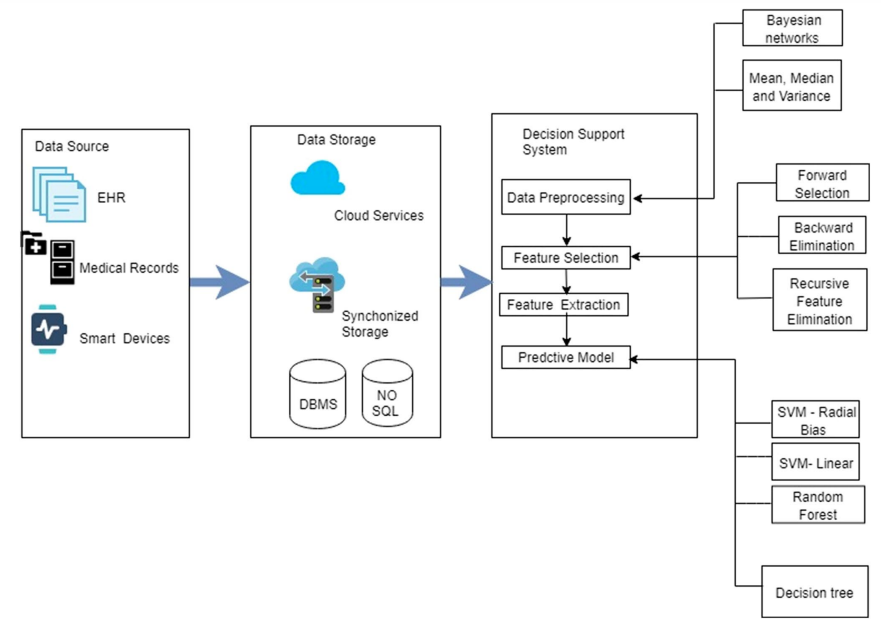 Data Source
EHR
Medical Records
Smart Devices
Data Storage
Cloud Services
Synchonized
Storage
DBMS
NO
SQL
Decision Support
System
Data Preprocessing
Feature Selection
Feature Extraction
Predctive Model
Bayesian
networks
Mean, Median
and Variance
Forward
Selection
Backward
Elimination
Recursive
Feature
Elimination
SVM - Radial
Bias
SVM- Linear
Random
Forest
Decision tree